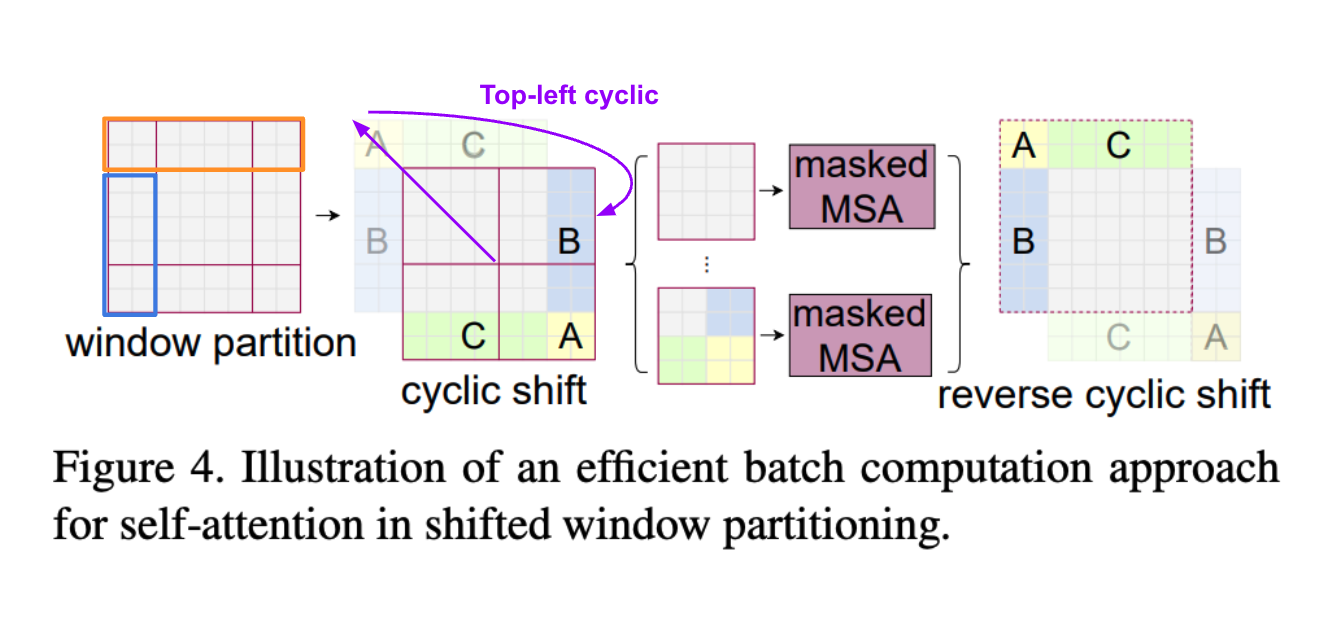 Top-left cyclic
A
C
B
B
C
A
window partition
cyclic shift
masked
MSA
⋮
masked
MSA
A
C
B
B
C
A
reverse cyclic shift
Figure 4. Illustration of an efficient batch computation approach
for self-attention in shifted window partitioning.